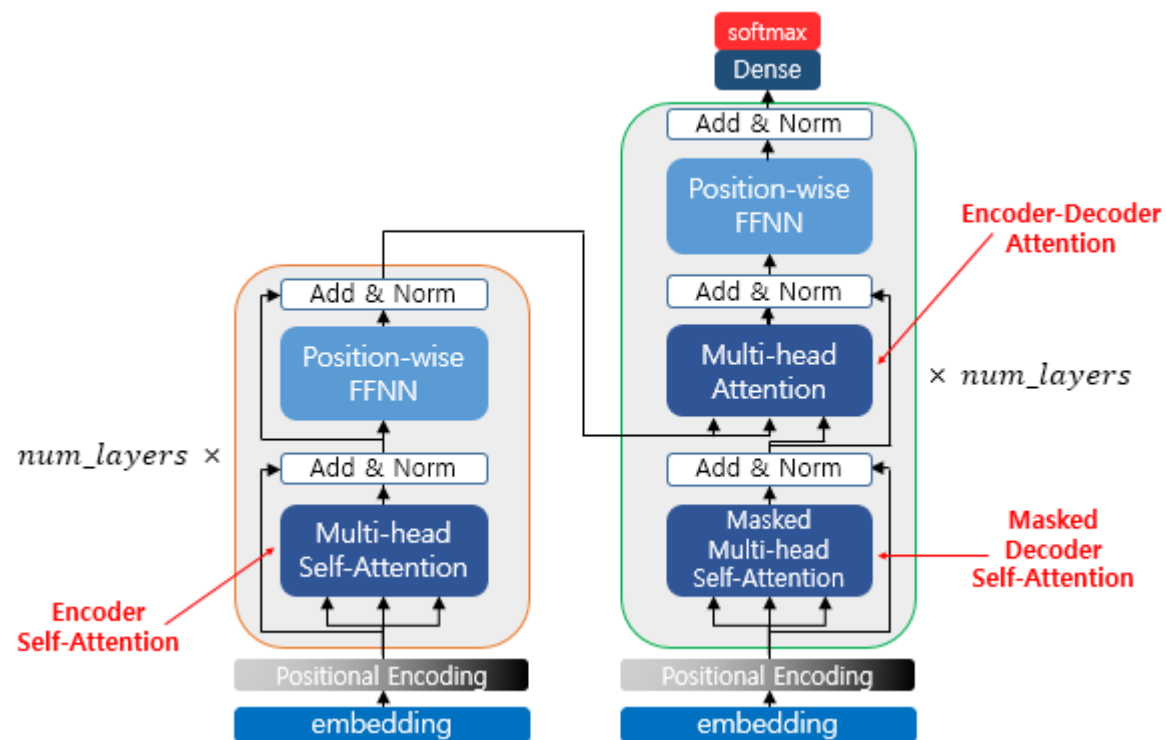 softmax
Dense
Add & Norm
Position-wise
FFNN
Encoder-Decoder
Attention
Add & Norm
Multi-head
Attention
× num_layers
Add & Norm
Masked
Multi-head
Self-Attention
Masked
Decoder
Self-Attention
Positional Encoding
embedding
Add & Norm
Position-wise
FFNN
num_layers ×
Add & Norm
Multi-head
Self-Attention
Encoder
Self-Attention
Positional Encoding
embedding